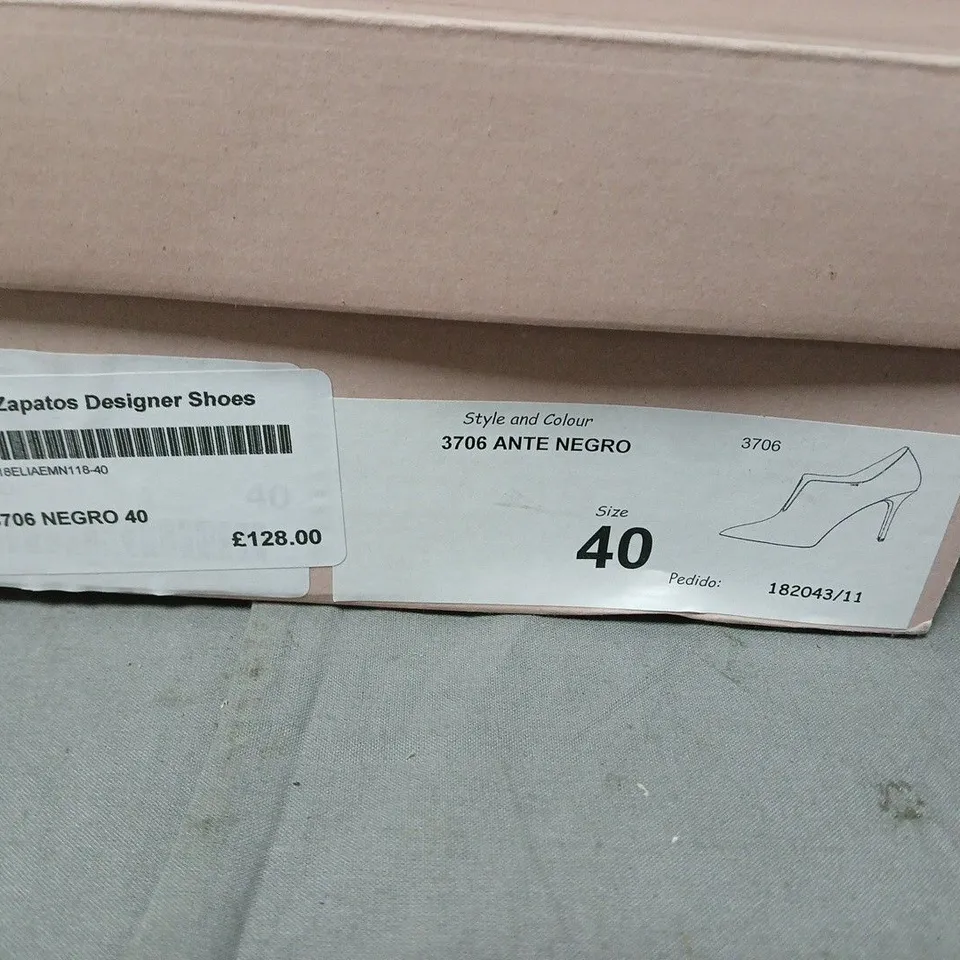 Zapatos Designer Shoes
18ELIAEMN118-40
3706 NEGRO 40
£128.00
Style and Colour
3706 ANTE NEGRO
3706
Size
40
Pedido:
182043/11